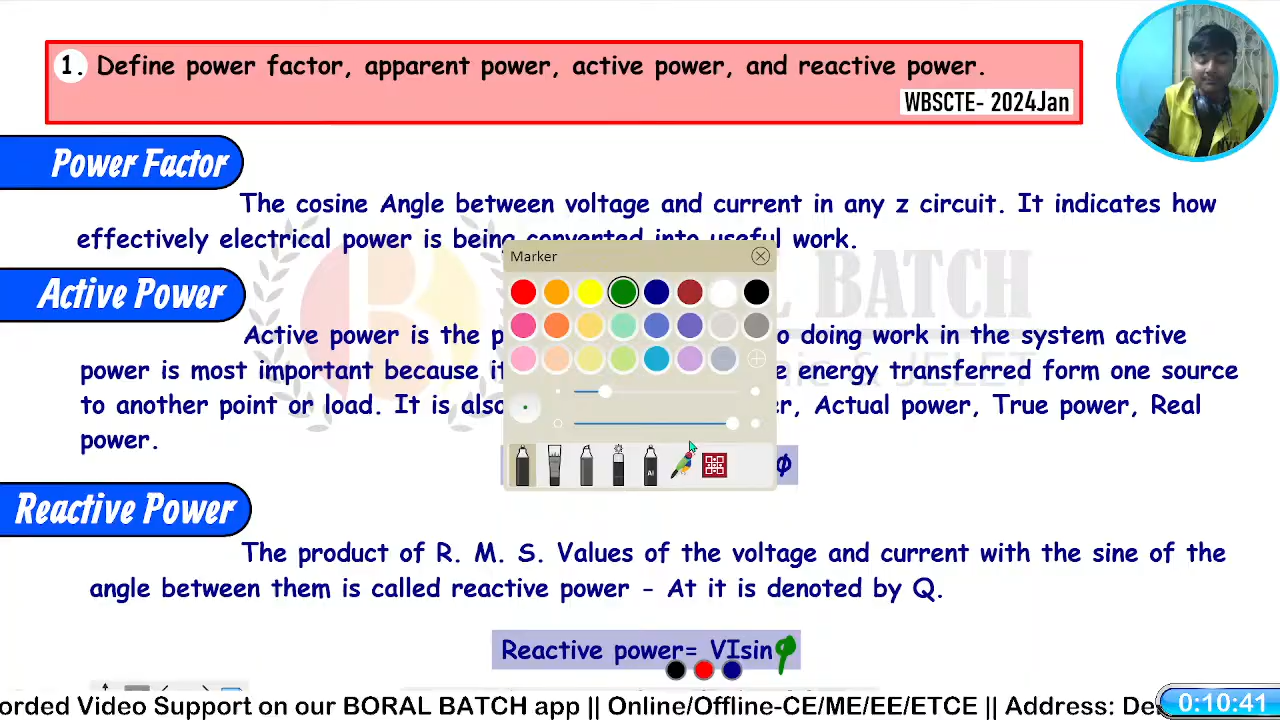 1. Define power factor, apparent power, active power, and reactive power.
WBSCTE- 2024Jan
Power Factor
The cosine Angle between voltage and current in any z circuit. It indicates how
effectively electrical power is being converted into useful work.
Marker
BATCH
Active Power
Active power is the p o doing work in the system active
power is most important because it e energy transferred form one source
to another point or load. It is also er, Actual power, True power, Real
power.
AI
ϕ
Reactive Power
The product of R. M. S. Values of the voltage and current with the sine of the
angle between them is called reactive power - At it is denoted by Q.
Reactive power= VIsinϕ
orded Video Support on our BORAL BATCH app || Online/Offline-CE/ME/EE/ETCE || Address: De
0:10:41